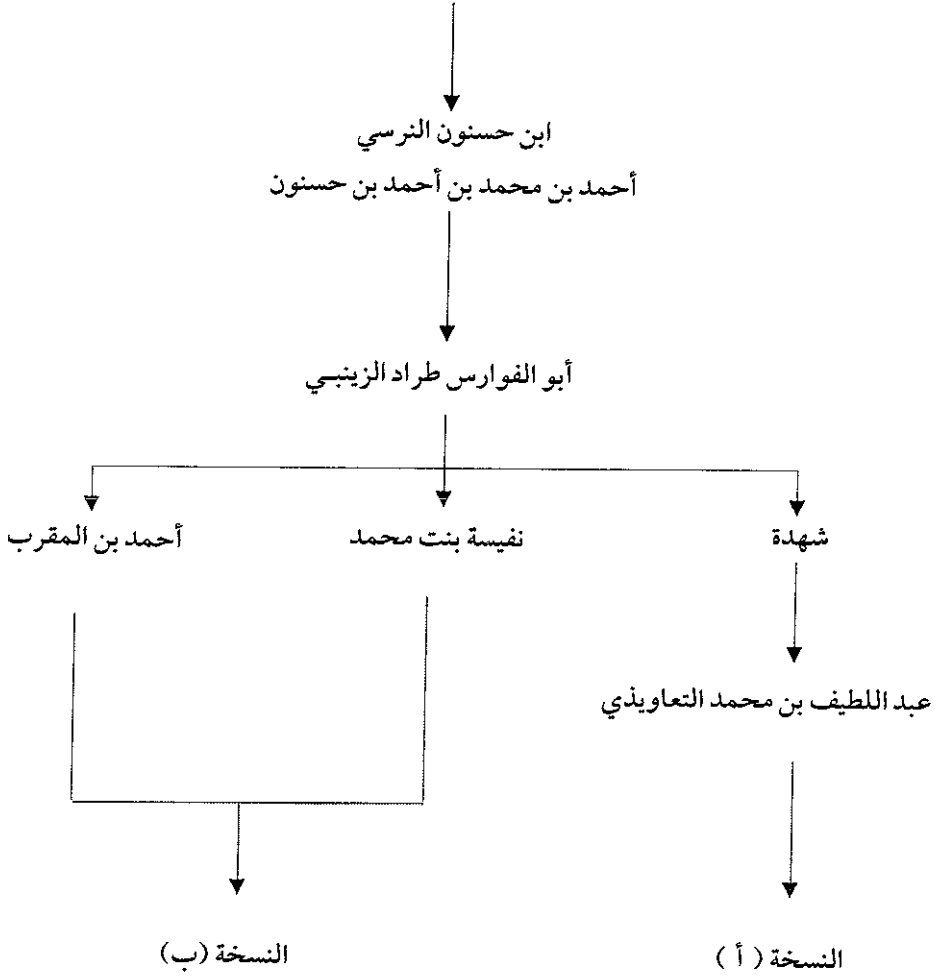 ابن حسنون النرسي
أحمد بن محمد بن أحمد بن حسنون
أبو الفوارس طراد الزينبي
شهدة
نفيسة بنت محمد
أحمد بن المقرب
عبد اللطيف بن محمد التعاويذي
النسخة ( أ )
النسخة (ب)